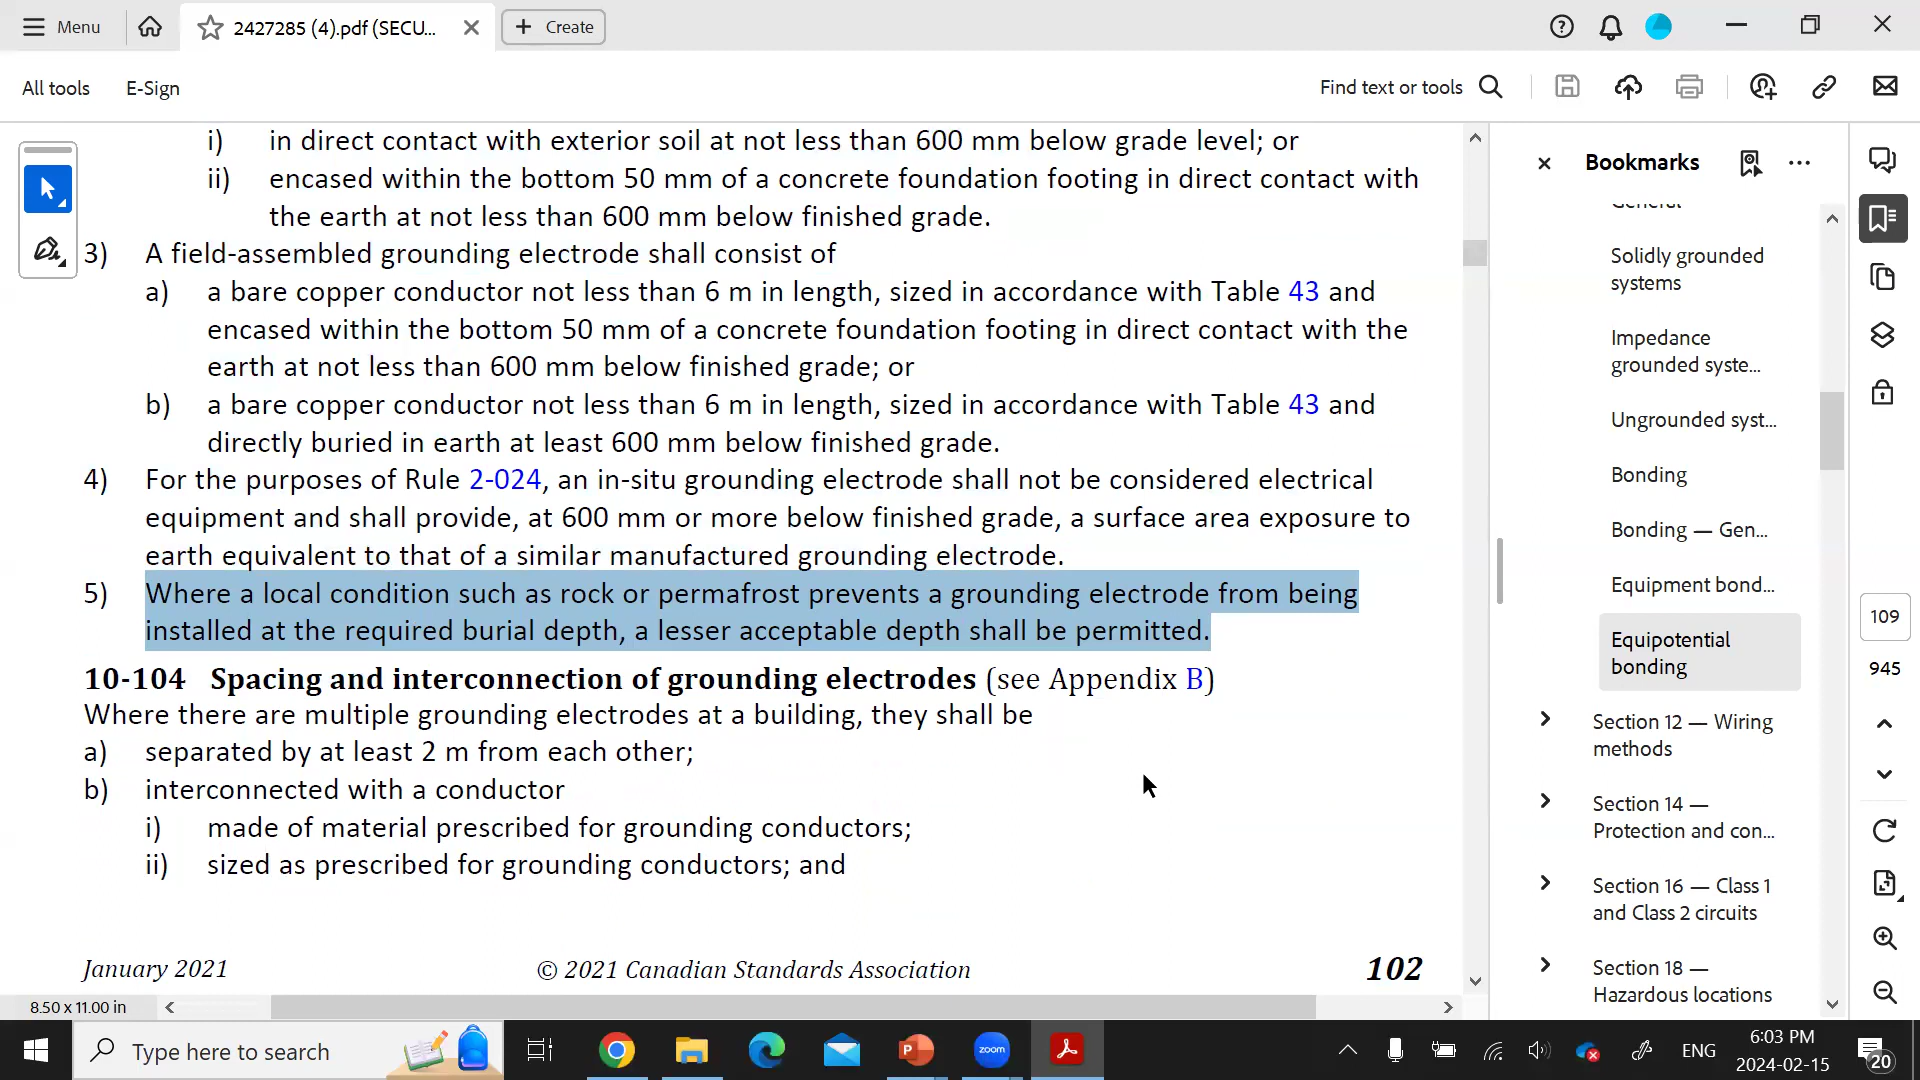 Menu
2427285 (4).pdf (SECU...
Create
All tools
E-Sign
Find text or tools
i) in direct contact with exterior soil at not less than 600 mm below grade level; or
ii) encased within the bottom 50 mm of a concrete foundation footing in direct contact with
the earth at not less than 600 mm below finished grade.
3) A field-assembled grounding electrode shall consist of
a) a bare copper conductor not less than 6 m in length, sized in accordance with Table 43 and
encased within the bottom 50 mm of a concrete foundation footing in direct contact with the
earth at not less than 600 mm below finished grade; or
b) a bare copper conductor not less than 6 m in length, sized in accordance with Table 43 and
directly buried in earth at least 600 mm below finished grade.
4) For the purposes of Rule 2-024, an in-situ grounding electrode shall not be considered electrical
equipment and shall provide, at 600 mm or more below finished grade, a surface area exposure to
earth equivalent to that of a similar manufactured grounding electrode.
5) Where a local condition such as rock or permafrost prevents a grounding electrode from being
installed at the required burial depth, a lesser acceptable depth shall be permitted.
10-104 Spacing and interconnection of grounding electrodes (see Appendix B)
Where there are multiple grounding electrodes at a building, they shall be
a) separated by at least 2 m from each other;
b) interconnected with a conductor
i) made of material prescribed for grounding conductors;
ii) sized as prescribed for grounding conductors; and
January 2021
© 2021 Canadian Standards Association
102
8.50 x 11.00 in
Bookmarks
General
Solidly grounded
systems
Impedance
grounded syste...
Ungrounded syst...
Bonding
Bonding — Gen...
Equipment bond...
Equipotential
bonding
Section 12 — Wiring
methods
Section 14 —
Protection and con...
Section 16 — Class 1
and Class 2 circuits
Section 18 —
Hazardous locations
109
945
Type here to search
P
zoom
ENG
6:03 PM
2024-02-15
20